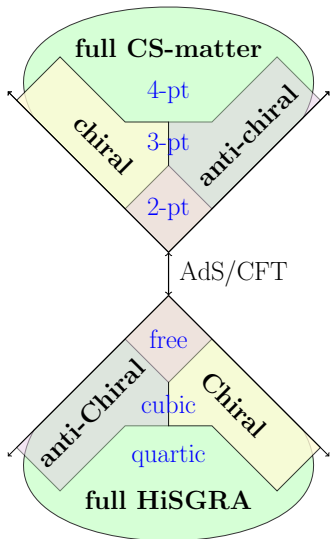 full CS-matter
4-pt
chiral
3-pt
anti-chiral
2-pt
AdS/CFT
free
anti-Chiral
Chiral
cubic
quartic
full HiSGRA